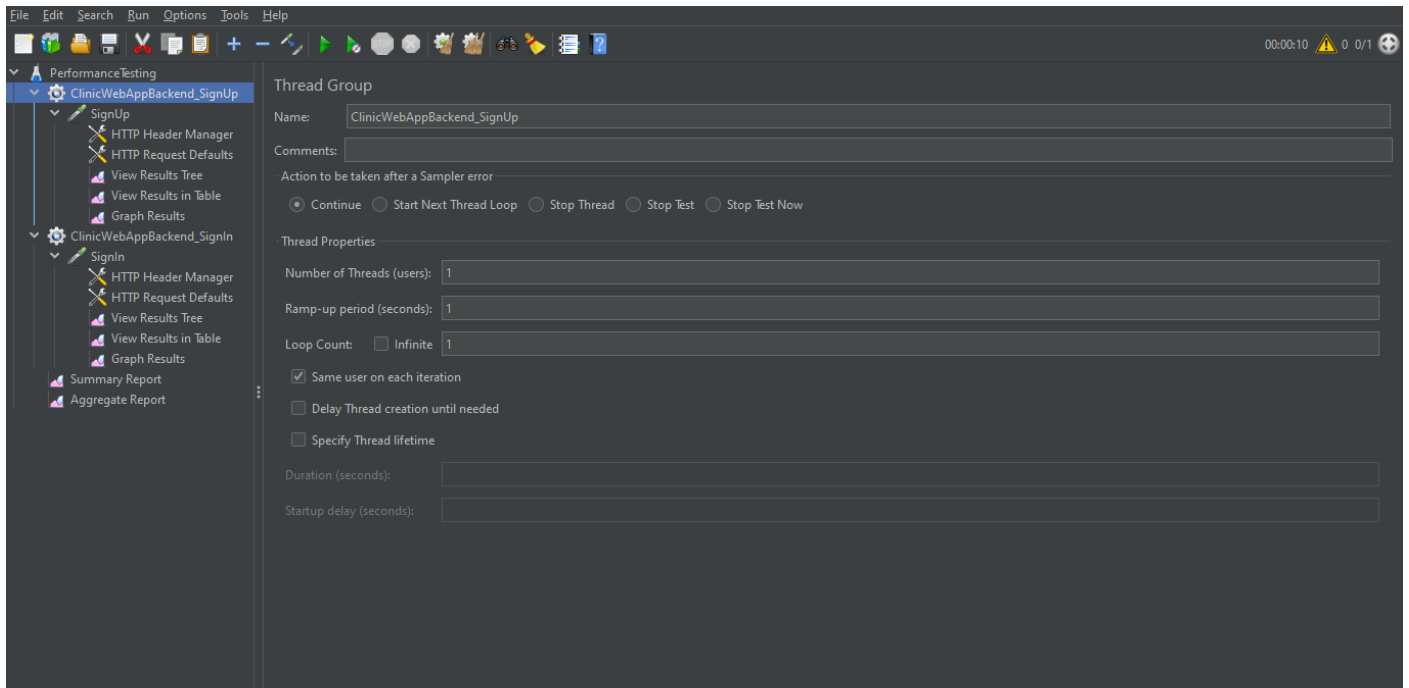 File Edit Search Run Options Tools Help
00:00:10 0 0/1
PerformanceTesting
ClinicWebAppBackend_SignUp
SignUp
HTTP Header Manager
HTTP Request Defaults
View Results Tree
View Results in Table
Graph Results
ClinicWebAppBackend_SignIn
SignIn
HTTP Header Manager
HTTP Request Defaults
View Results Tree
View Results in Table
Graph Results
Summary Report
Aggregate Report
Thread Group
Name: ClinicWebAppBackend_SignUp
Comments:
Action to be taken after a Sampler error
Continue Start Next Thread Loop Stop Thread Stop Test Stop Test Now
Thread Properties
Number of Threads (users): 1
Ramp-up period (seconds): 1
Loop Count: Infinite 1
Same user on each iteration
Delay Thread creation until needed
Specify Thread lifetime
Duration (seconds):
Startup delay (seconds):